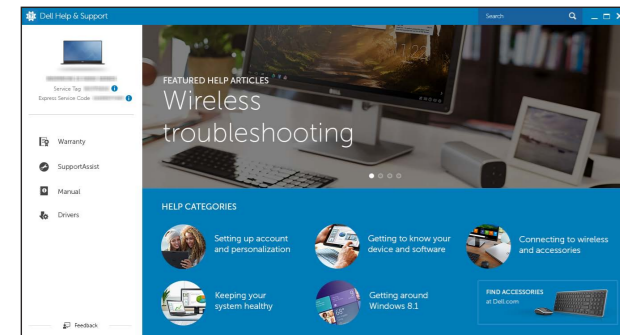 Dell Help & Support
Search
Service Tag
Express Service Code
Warranty
SupportAssist
Manual
Drivers
Feedback
FEATURED HELP ARTICLES
Wireless
troubleshooting
HELP CATEGORIES
Setting up account
and personalization
Getting to know your
device and software
Connecting to wireless
and accessories
Keeping your
system healthy
Getting around
Windows 8.1
FIND ACCESSORIES
at Dell.com